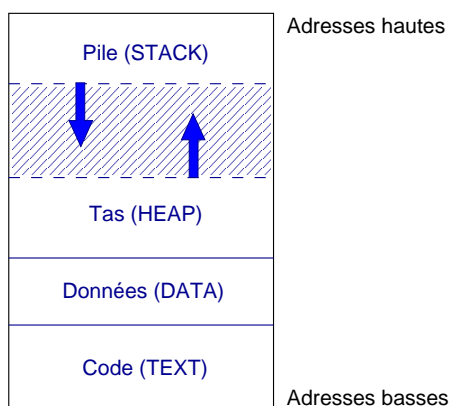 Adresses hautes
Pile (STACK)
Tas (HEAP)
Données (DATA)
Code (TEXT)
Adresses basses